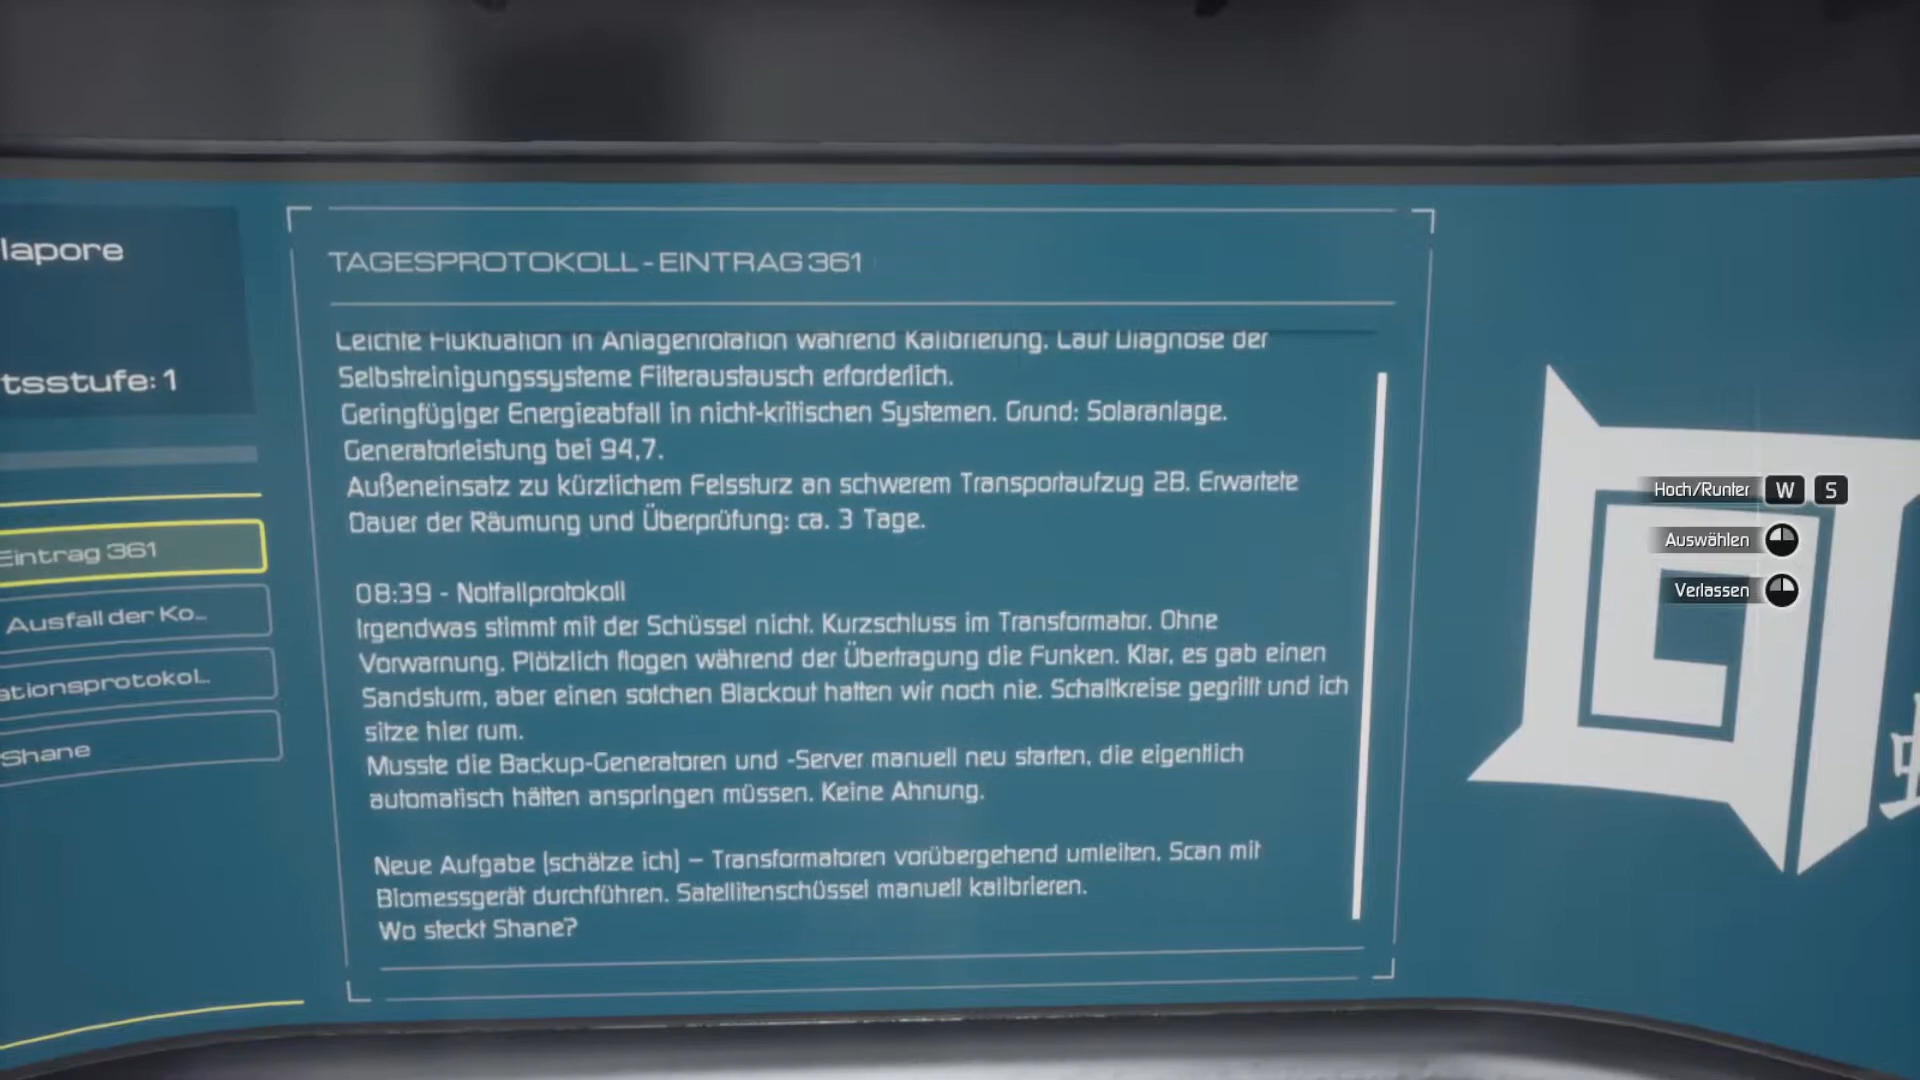 lapore
tsstufe: 1
Eintrag 361
Ausfall der Ko...
ationsprotokol...
Shane
TAGESPROTOKOLL - EINTRAG 361
Leichte Fluktuation in Anlagenrotation während Kalibrierung. Laut Diagnose der
Selbstreinigungssysteme Filteraustausch erforderlich.
Geringfügiger Energieabfall in nicht-kritischen Systemen. Grund: Solaranlage.
Generatorleistung bei 94,7.
Außeneinsatz zu kürzlichem Felssturz an schwerem Transportaufzug 2B. Erwartete
Dauer der Räumung und Überprüfung: ca. 3 Tage.
08:39 - Notfallprotokoll
Irgendwas stimmt mit der Schüssel nicht. Kurzschluss im Transformator. Ohne
Vorwarnung. Plötzlich flogen während der Übertragung die Funken. Klar, es gab einen
Sandsturm, aber einen solchen Blackout hatten wir noch nie. Schaltkreise gegrillt und ich
sitze hier rum.
Musste die Backup-Generatoren und -Server manuell neu starten, die eigentlich
automatisch hätten anspringen müssen. Keine Ahnung.
Neue Aufgabe (schätze ich) – Transformatoren vorübergehend umleiten. Scan mit
Biomessgerät durchführen. Satellitenschüssel manuell kalibrieren.
Wo steckt Shane?
Hoch/Runter W S
Auswählen
Verlassen